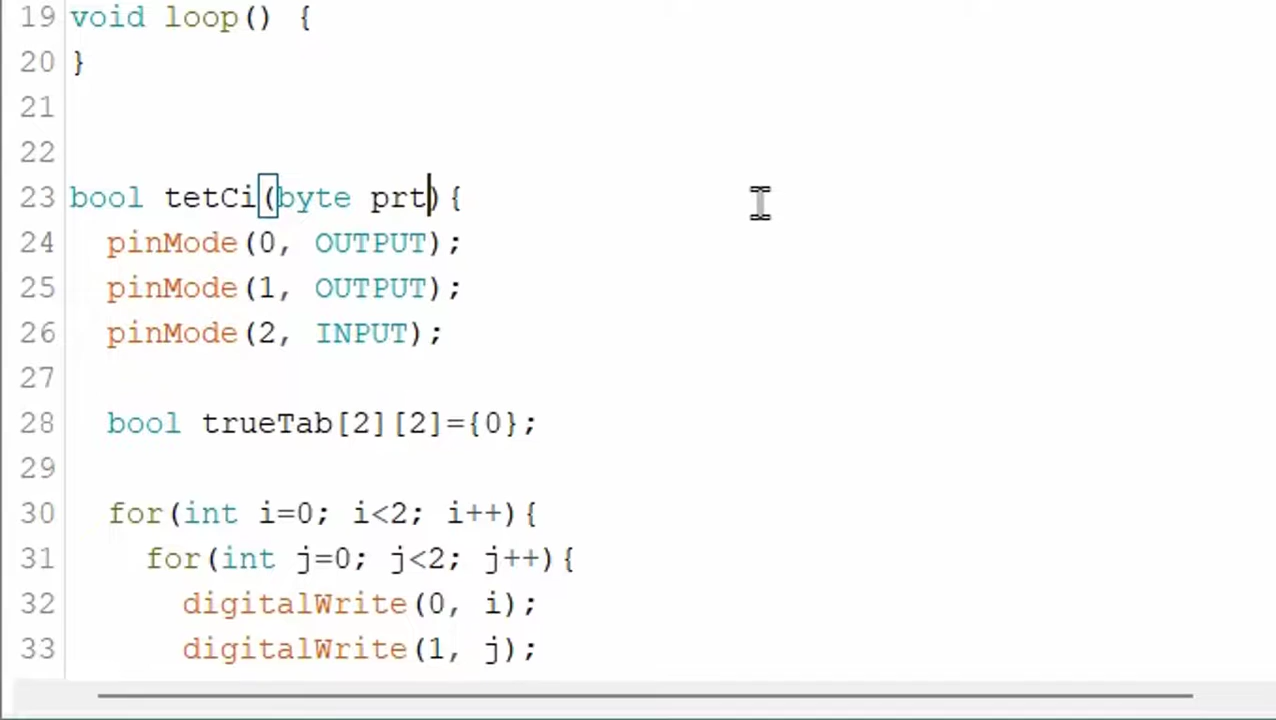 19 void loop() {
20 }
21
22
23 bool tetCi(byte prt){
24 pinMode(0, OUTPUT);
25 pinMode(1, OUTPUT);
26 pinMode(2, INPUT);
27
28 bool trueTab[2][2]={0};
29
30 for(int i=0; i<2; i++){
31 for(int j=0; j<2; j++){
32 digitalWrite(0, i);
33 digitalWrite(1, j);